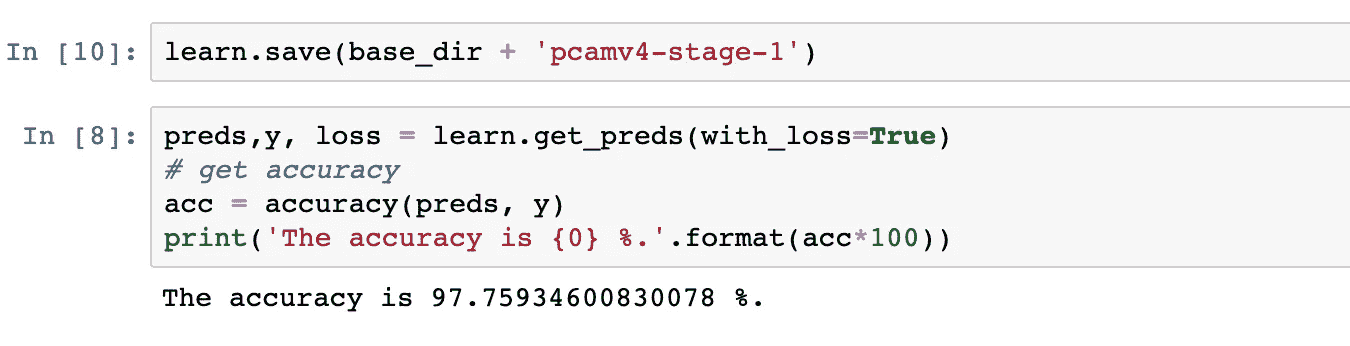 In [10]: learn.save(base_dir + 'pcamv4-stage-1')
In [8]: preds,y, loss = learn.get_preds(with_loss=True)
# get accuracy
acc = accuracy(preds, y)
print('The accuracy is {0} %.'.format(acc*100))
The accuracy is 97.75934600830078 %.